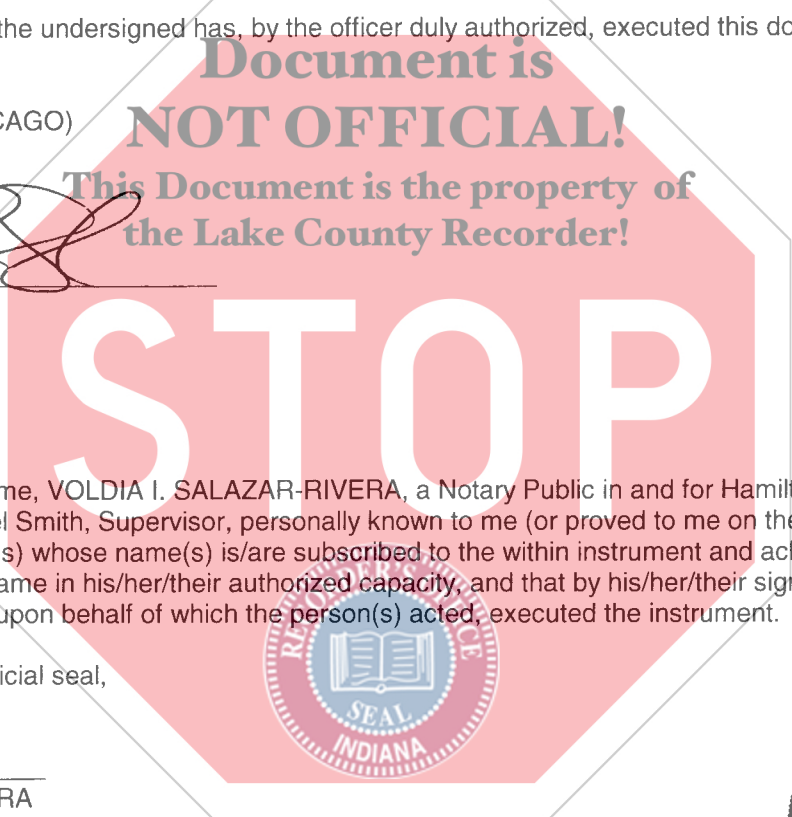 the undersigned has, by the officer duly authorized, executed this do
Document is
CAGO)
NOT OFFICIAL!
This Document is the property of
the Lake County Recorder!
STOP
me, VOLDIA I. SALAZAR-RIVERA, a Notary Public in and for Hamilt
el Smith, Supervisor, personally known to me (or proved to me on the
s) whose name(s) is/are subscribed to the within instrument and ack
ame in his/her/their authorized capacity, and that by his/her/their sign
upon behalf of which the person(s) acted, executed the instrument.
RECORDER'S OFFICE
icial seal,
SEAL
INDIANA
RA